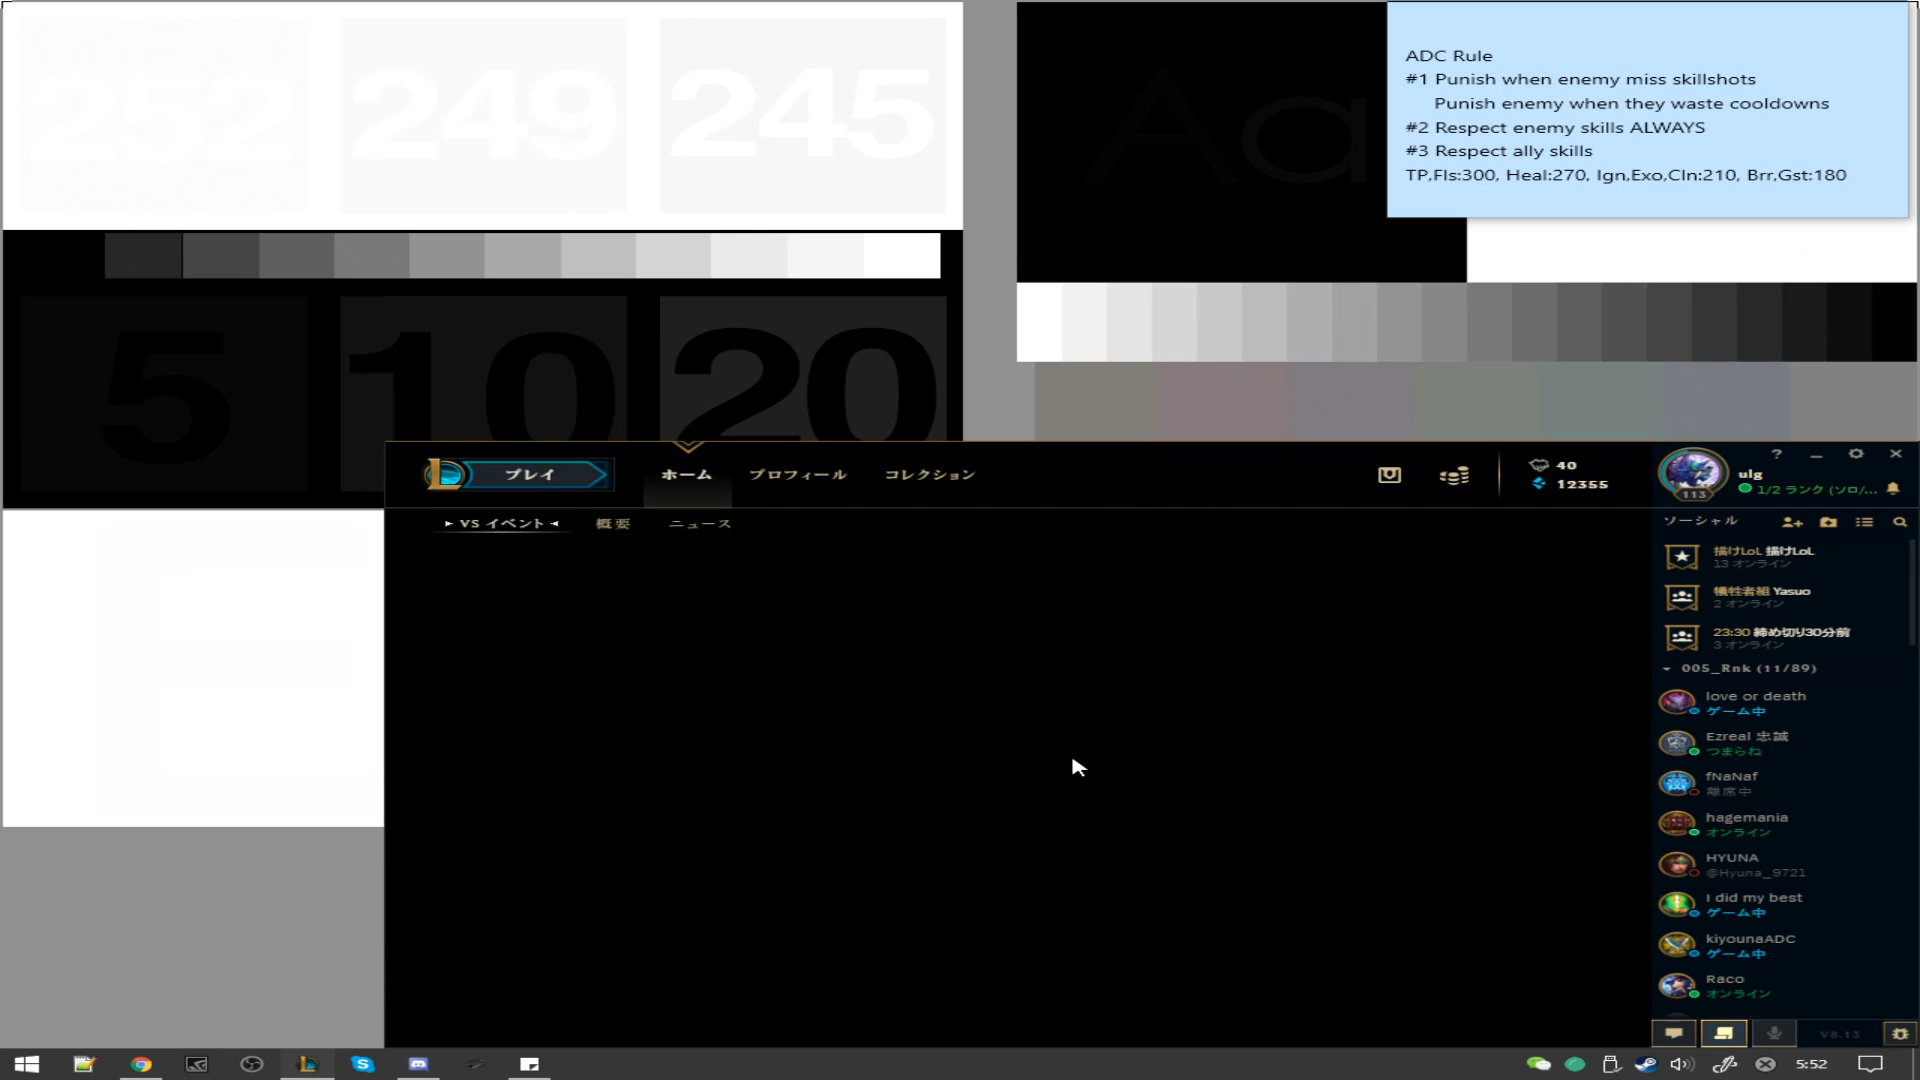 252 249 245
5 10 20
Aa
ADC Rule
#1 Punish when enemy miss skillshots
Punish enemy when they waste cooldowns
#2 Respect enemy skills ALWAYS
#3 Respect ally skills
TP,Fls:300, Heal:270, Ign,Exo,Cln:210, Brr,Gst:180
プレイ
ホーム
プロフィール
コレクション
40
12355
113
ulg
1/2 ランク (ソロ/...
VS イベント
概要
ニュース
ソーシャル
描けLoL 描けLoL
13 オンライン
犠牲者組 Yasuo
2 オンライン
23:30 締め切り30分前
3 オンライン
005_Rnk (11/89)
love or death
ゲーム中
Ezreal 忠誠
つまらね
fNaNaf
離席中
hagemania
オンライン
HYUNA
@Hyuna_9721
I did my best
ゲーム中
kiyounaADC
ゲーム中
Raco
オンライン
V8.13
5:52